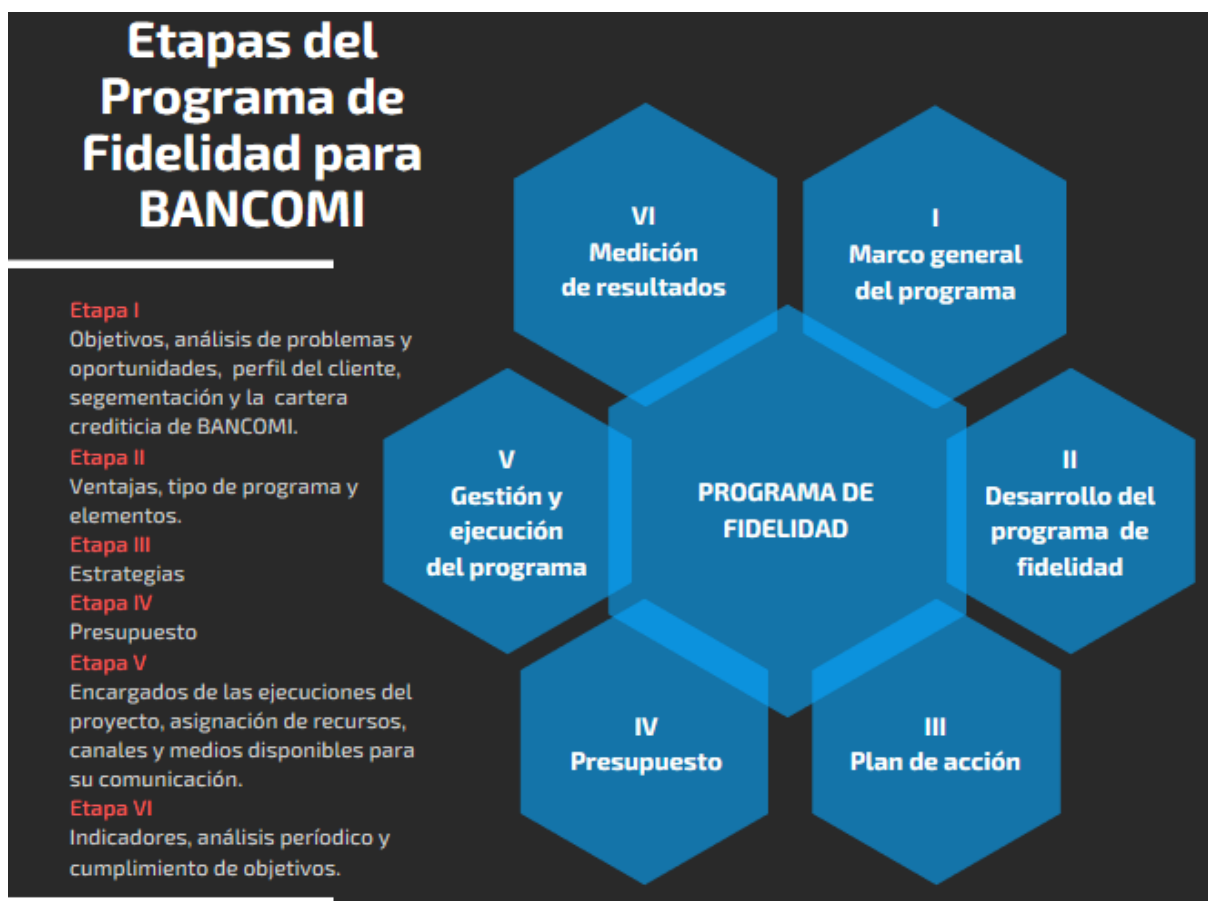 Etapas del
Programa de
Fidelidad para
BANCOMI
Etapa I
Objetivos, análisis de problemas y
oportunidades, perfil del cliente,
segementación y la cartera
crediticia de BANCOMI.
Etapa II
Ventajas, tipo de programa y
elementos.
Etapa III
Estrategias
Etapa IV
Presupuesto
Etapa V
Encargados de las ejecuciones del
proyecto, asignación de recursos,
canales y medios disponibles para
su comunicación.
Etapa VI
Indicadores, análisis períodico y
cumplimiento de objetivos.
VI
Medición
de resultados
I
Marco general
del programa
V
Gestión y
ejecución
del programa
PROGRAMA DE
FIDELIDAD
II
Desarrollo del
programa de
fidelidad
IV
Presupuesto
III
Plan de acción